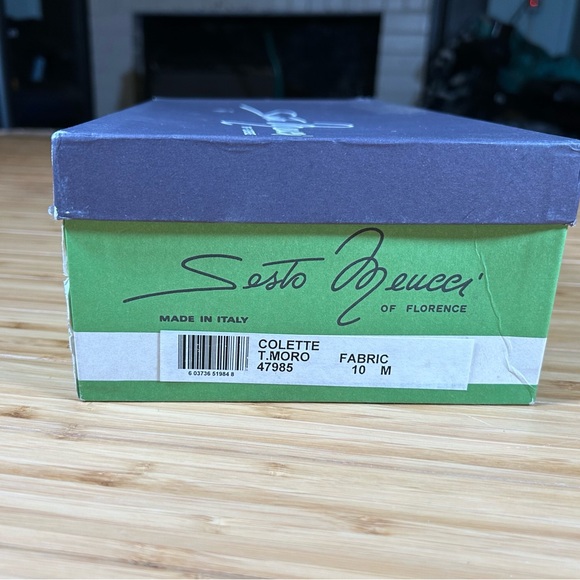 Sesto Meucci
OF FLORENCE
MADE IN ITALY
COLETTE
T.MORO FABRIC
47985 10 M
6 03736 51984 8